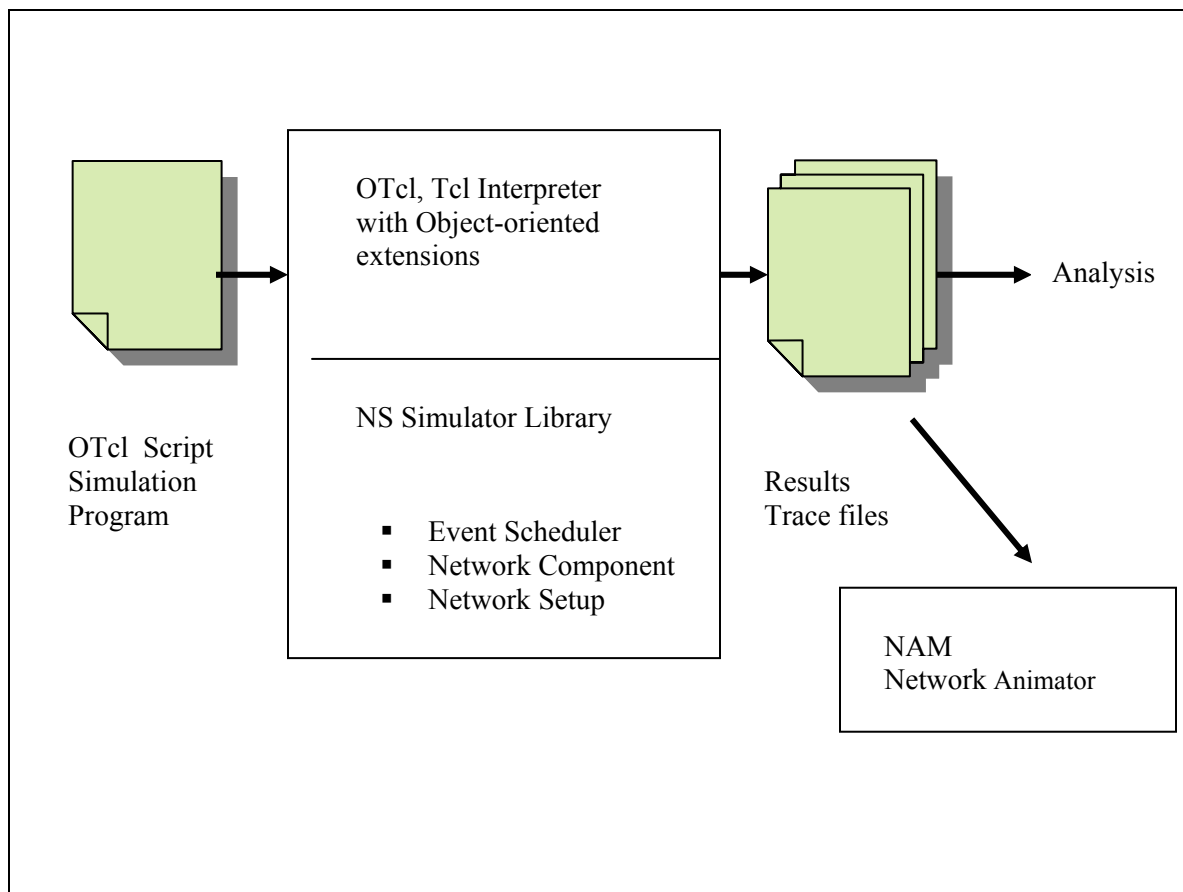 OTcl Script
Simulation
Program
OTcl, Tcl Interpreter
with Object-oriented
extensions
NS Simulator Library
▪ Event Scheduler
▪ Network Component
▪ Network Setup
Results
Trace files
Analysis
NAM
Network Animator